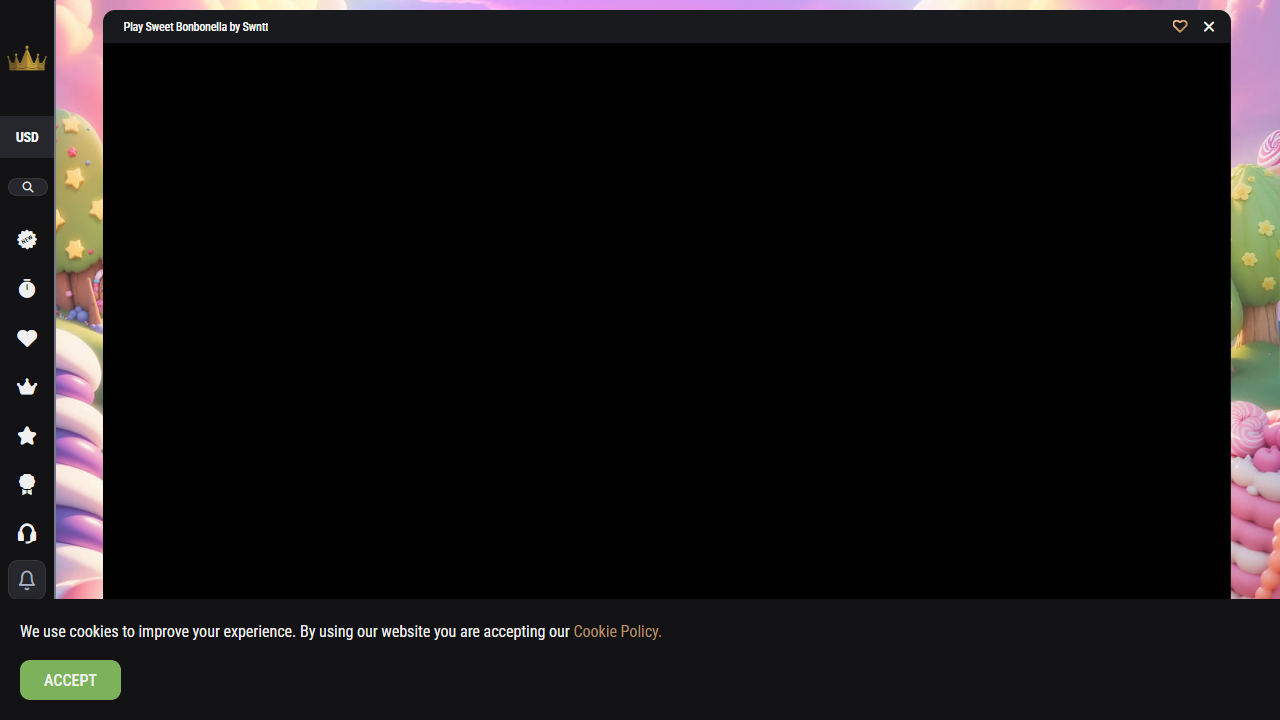 Play Sweet Bonbonella by Swntt
USD
NEW
We use cookies to improve your experience. By using our website you are accepting our Cookie Policy.
ACCEPT